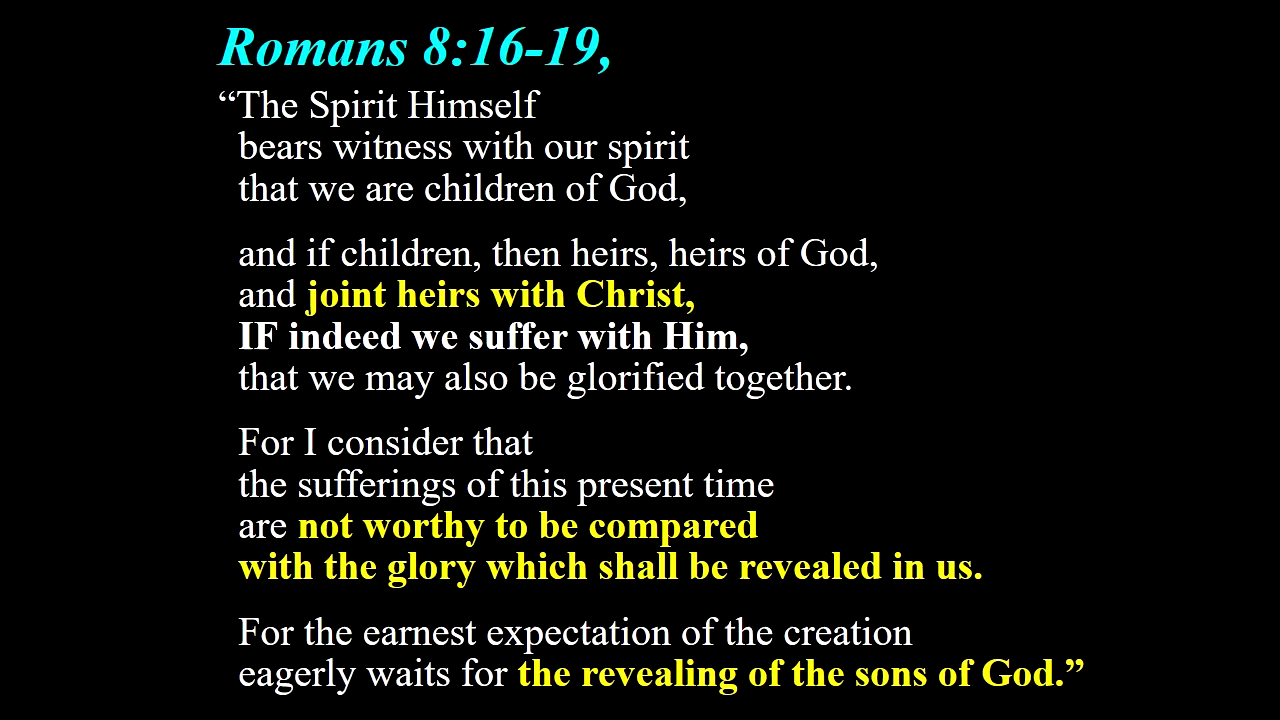 Romans 8:16-19,
“The Spirit Himself
bears witness with our spirit
that we are children of God,
and if children, then heirs, heirs of God,
and joint heirs with Christ,
IF indeed we suffer with Him,
that we may also be glorified together.
For I consider that
the sufferings of this present time
are not worthy to be compared
with the glory which shall be revealed in us.
For the earnest expectation of the creation
eagerly waits for the revealing of the sons of God.”